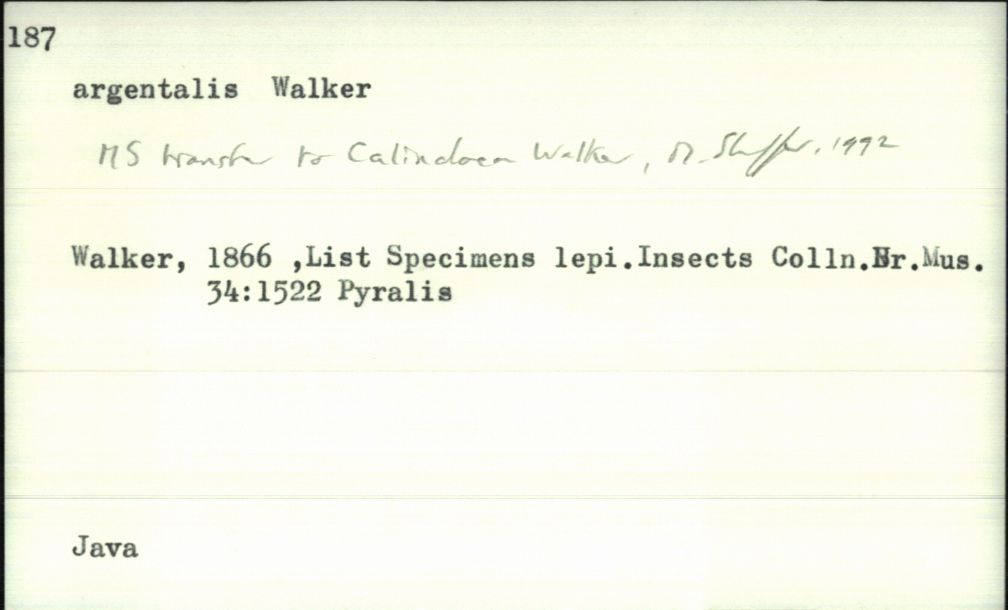 187
argentalis Walker
MS transfer to Calindoea Walker, M. Shaffer, 1992
Walker, 1866 ,List Specimens lepi.Insects Colln.Br.Mus.
34:1522 Pyralis
Java